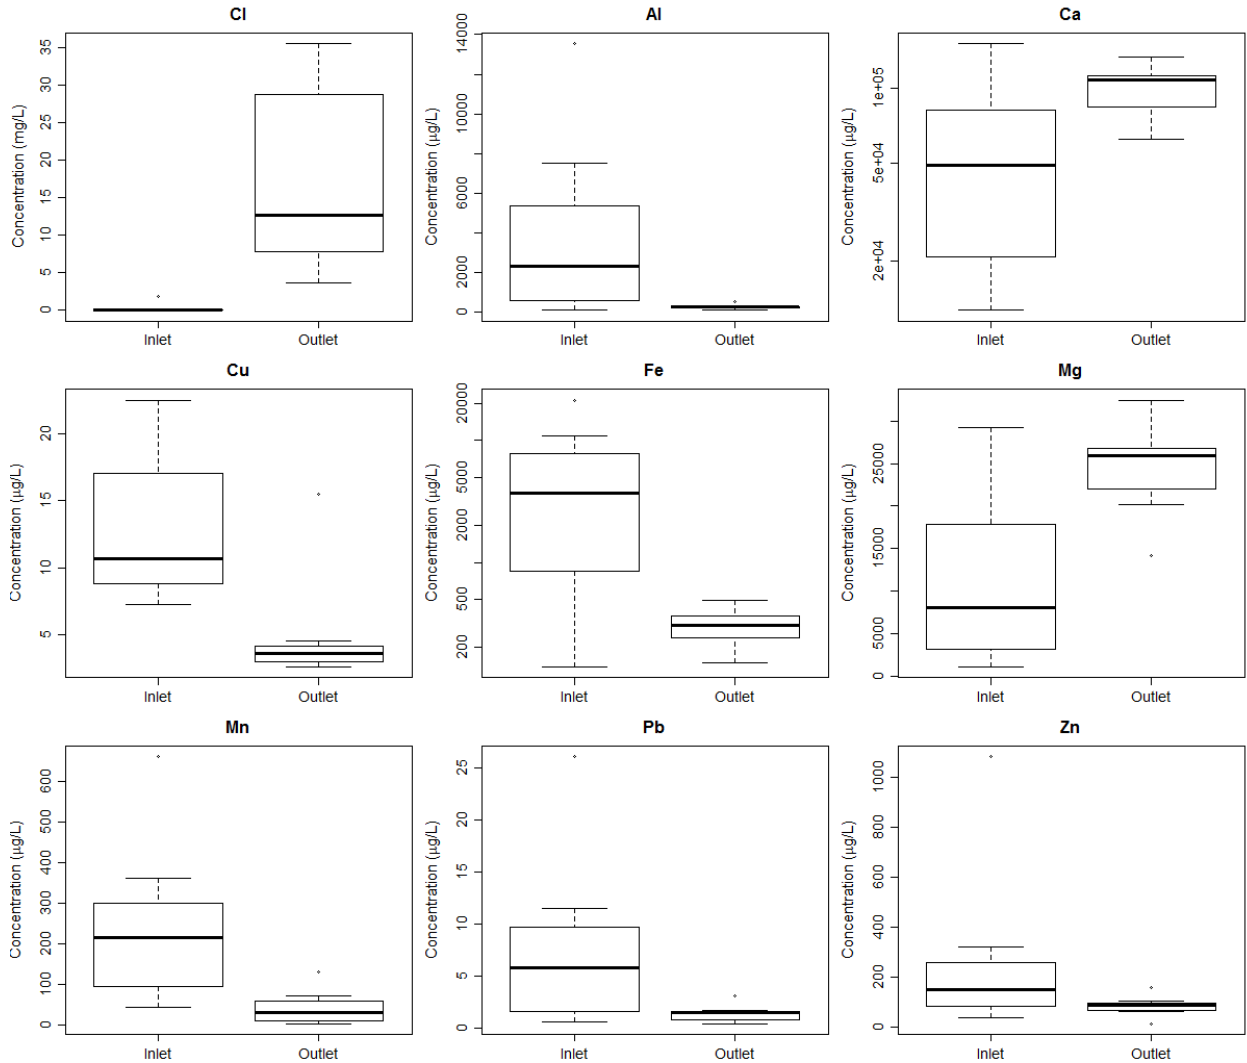 Cl
Concentration (mg/L)
35
30
25
20
15
10
5
0
Inlet Outlet
Al
Concentration (μg/L)
14000
10000
6000
2000
0
Inlet Outlet
Ca
Concentration (μg/L)
1e+05
5e+04
2e+04
Inlet Outlet
Cu
Concentration (μg/L)
20
15
10
5
Inlet Outlet
Fe
Concentration (μg/L)
20000
5000
2000
500
200
Inlet Outlet
Mg
Concentration (μg/L)
25000
15000
5000
0
Inlet Outlet
Mn
Concentration (μg/L)
600
500
400
300
200
100
0
Inlet Outlet
Pb
Concentration (μg/L)
25
20
15
10
5
0
Inlet Outlet
Zn
Concentration (μg/L)
1000
800
600
400
200
0
Inlet Outlet